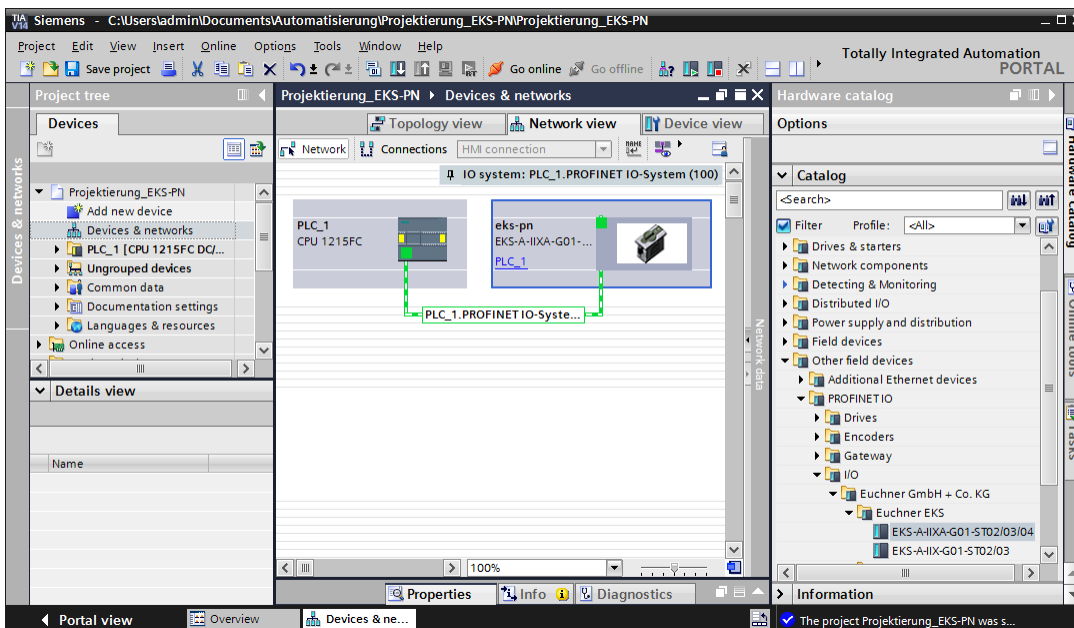 TIA V14 Siemens - C:\Users\admin\Documents\Automatisierung\Projektierung_EKS-PN\Projektierung_EKS-PN
Project Edit View Insert Online Options Tools Window Help
Totally Integrated Automation
PORTAL
Save project Go online Go offline
Project tree
Devices
Devices & networks
Projektierung_EKS-PN
Add new device
Devices & networks
PLC_1 [CPU 1215FC DC/...
Ungrouped devices
Common data
Documentation settings
Languages & resources
Online access
Details view
Name
Projektierung_EKS-PN Devices & networks
Topology view Network view Device view
Network Connections HMI connection
IO system: PLC_1.PROFINET IO-System (100)
PLC_1
CPU 1215FC
eks-pn
EKS-A-IIXA-G01-...
PLC_1
PLC_1.PROFINET IO-Syste...
Network data
100%
Properties Info Diagnostics
Hardware catalog
Options
Catalog
<Search>
Filter Profile: <All>
Drives & starters
Network components
Detecting & Monitoring
Distributed I/O
Power supply and distribution
Field devices
Other field devices
Additional Ethernet devices
PROFINET IO
Drives
Encoders
Gateway
I/O
Euchner GmbH + Co. KG
Euchner EKS
EKS-A-IIXA-G01-ST02/03/04
EKS-A-IIX-G01-ST02/03
Information
Hardware catalog
Online tools
Tasks
Portal view Overview Devices & ne...
The project Projektierung_EKS-PN was s...